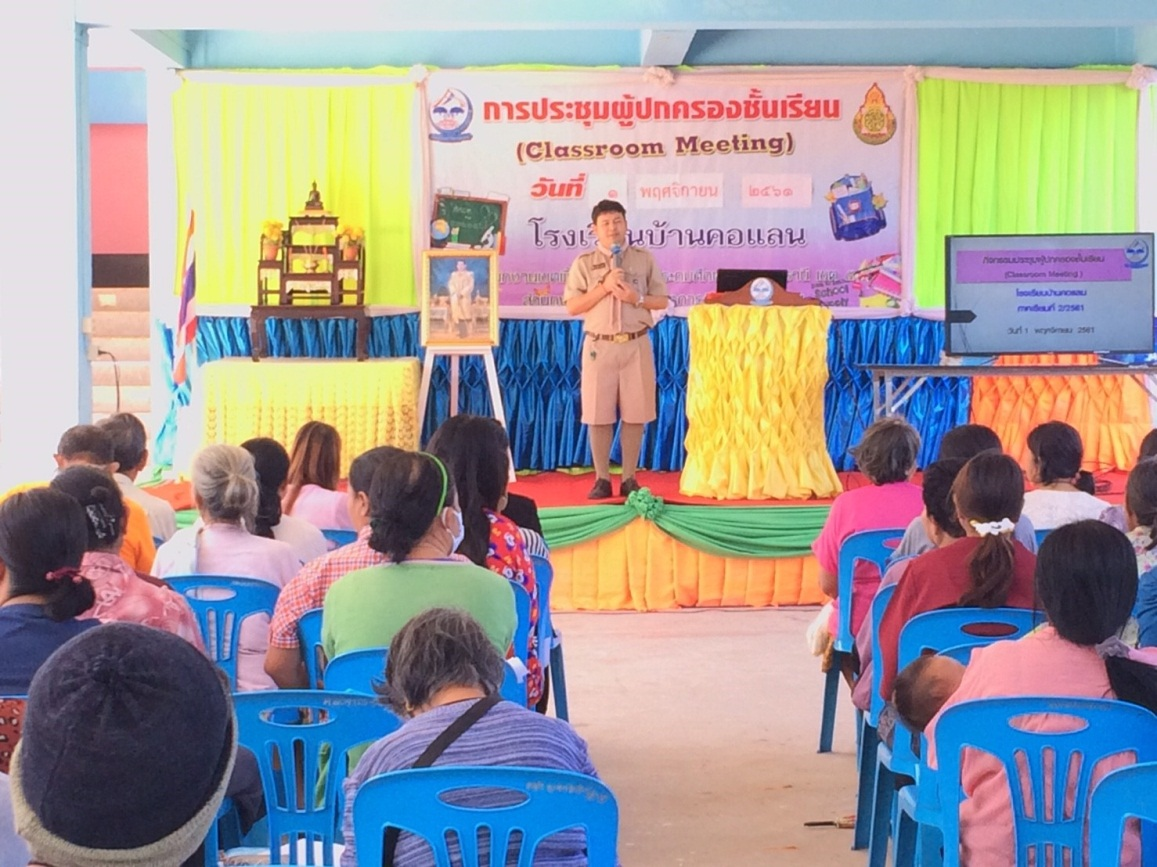 การประชุมผู้ปกครองชั้นเรียน
(Classroom Meeting)
วันที่ ๑ พฤศจิกายน ๒๕๖๑
โรงเรียนบ้านคอแลน
กิจกรรมประชุมผู้ปกครองชั้นเรียน
(Classroom Meeting )
โรงเรียนบ้านคอแลน
ภาคเรียนที่ 2/2561
วันที่ 1 พฤศจิกายน 2561